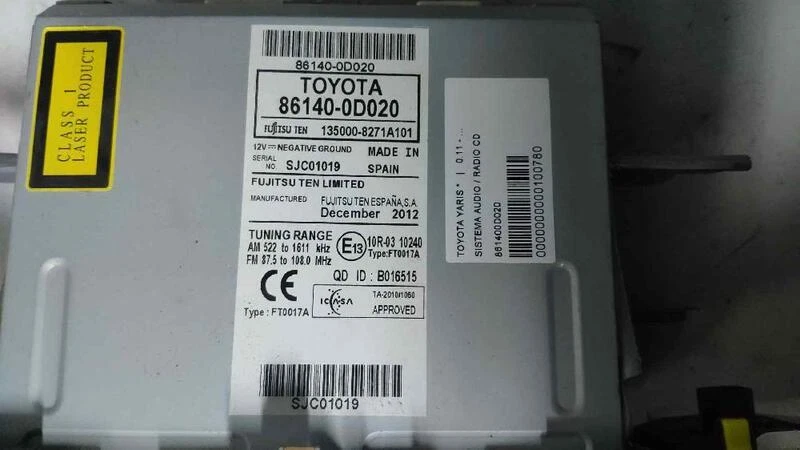 CLASS 1
LASER PRODUCT
86140-0D020
TOYOTA
86140-0D020
FUJITSU TEN 135000-8271A101
12V⎓ NEGATIVE GROUND MADE IN
SERIAL NO SJC01019 SPAIN
FUJITSU TEN LIMITED
MANUFACTURED FUJITSU TEN ESPAÑA,S.A.
December 2012
TUNING RANGE
AM 522 to 1611 kHz
FM 87.5 to 108.0 MHz
E13 10R-03 10240
Type:FT0017A
QD ID : B016515
CE
Type : FT0017A
ICASA
TA-2010/1060
APPROVED
SJC01019
TOYOTA YARIS * | 0.11 - ...
SISTEMA AUDIO / RADIO CD
861400D020
0000000000100780